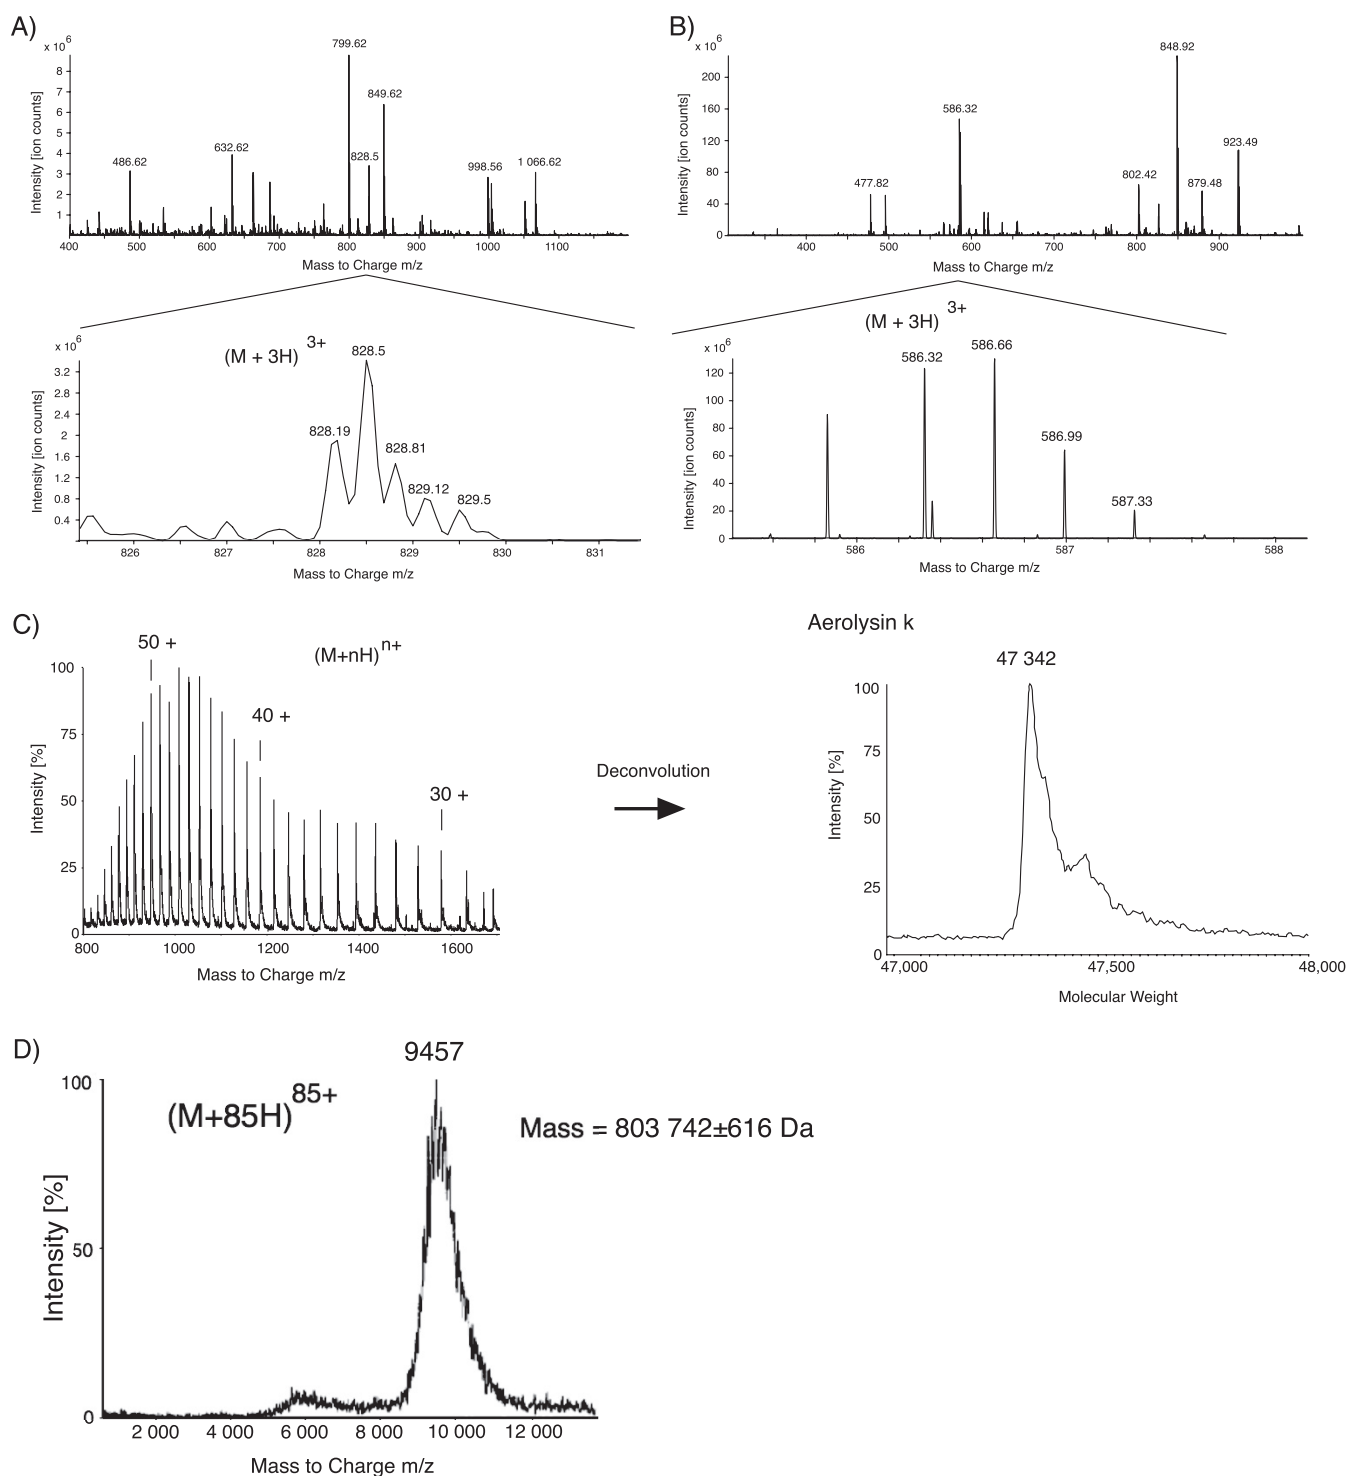 A)
x 10 6
799.62
849.62
632.62
828.5
486.62
998.56
1 066.62
8
7
6
5
4
3
2
1
Intensity [ion counts]
400 500 600 700 800 900 1000 1100
Mass to Charge m/z
(M + 3H) 3+
x 10 6
828.5
828.19
828.81
829.12
829.5
3.2
2.8
2.4
2
1.6
1.2
0.8
0.4
Intensity [ion counts]
826 827 828 829 830 831
Mass to Charge m/z
B)
x 10 6
848.92
586.32
923.49
802.42
879.48
477.82
200
160
120
80
40
0
Intensity [ion counts]
400 500 600 700 800 900
Mass to Charge m/z
(M + 3H) 3+
x 10 6
586.66
586.32
586.99
587.33
120
100
80
60
40
20
0
Intensity [ion counts]
586 587 588
Mass to Charge m/z
C)
50 +
(M+nH) n+
40 +
30 +
100
75
50
25
0
Intensity [%]
800 1000 1200 1400 1600
Mass to Charge m/z
Deconvolution
Aerolysin k
47 342
100
75
50
25
0
Intensity [%]
47,000 47,500 48,000
Molecular Weight
D)
9457
(M+85H) 85+
Mass = 803 742±616 Da
100
50
0
Intensity [%]
2 000 4 000 6 000 8 000 10 000 12 000
Mass to Charge m/z